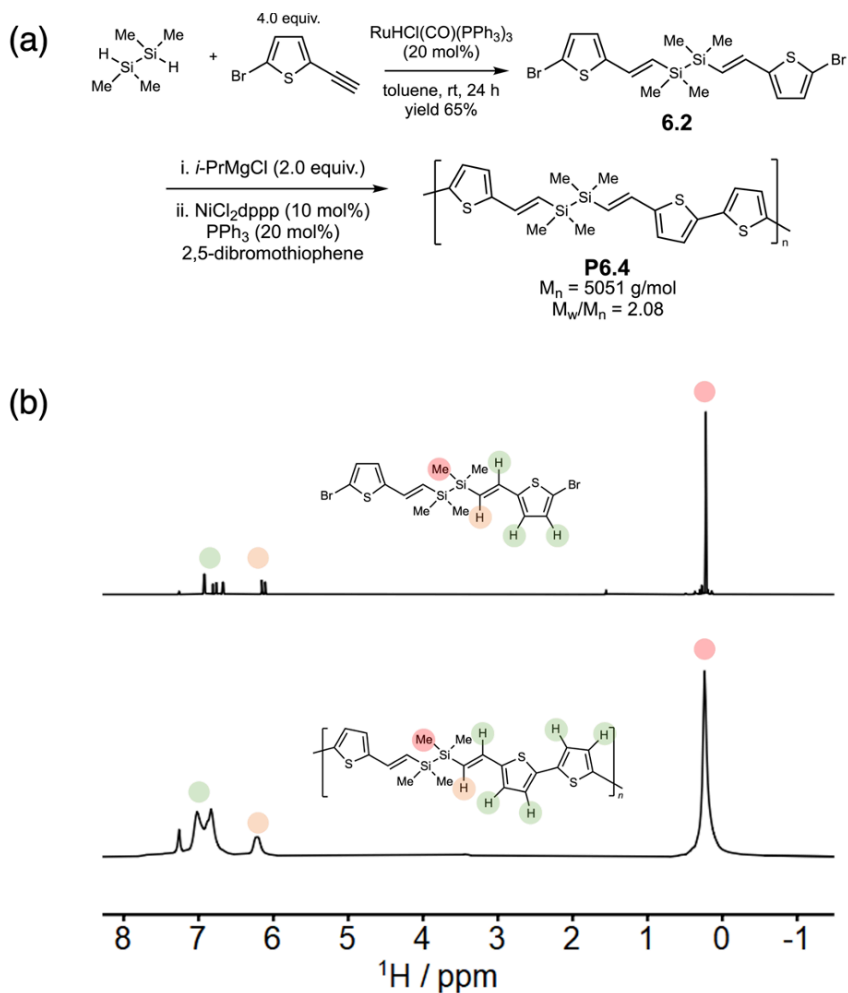 (a)
4.0 equiv.
Me Me
H
Si
Si
H
Me Me
+
Br
S
RuHCl(CO)(PPh3)3
(20 mol%)
toluene, rt, 24 h
yield 65%
Br
S
Me Me
Si Si
Me Me
S
Br
6.2
i. i-PrMgCl (2.0 equiv.)
ii. NiCl2dppp (10 mol%)
PPh3 (20 mol%)
2,5-dibromothiophene
S
Me Me
Si Si
Me Me
S
S
n
P6.4
Mn = 5051 g/mol
Mw/Mn = 2.08
(b)
Br
S
Me Me
Si Si
Me Me
H
H
S
Br
H H
S
Me Me
Si Si
Me Me
H
H
S
H H
S
H H
n
8 7 6 5 4 3 2 1 0 -1
1H / ppm